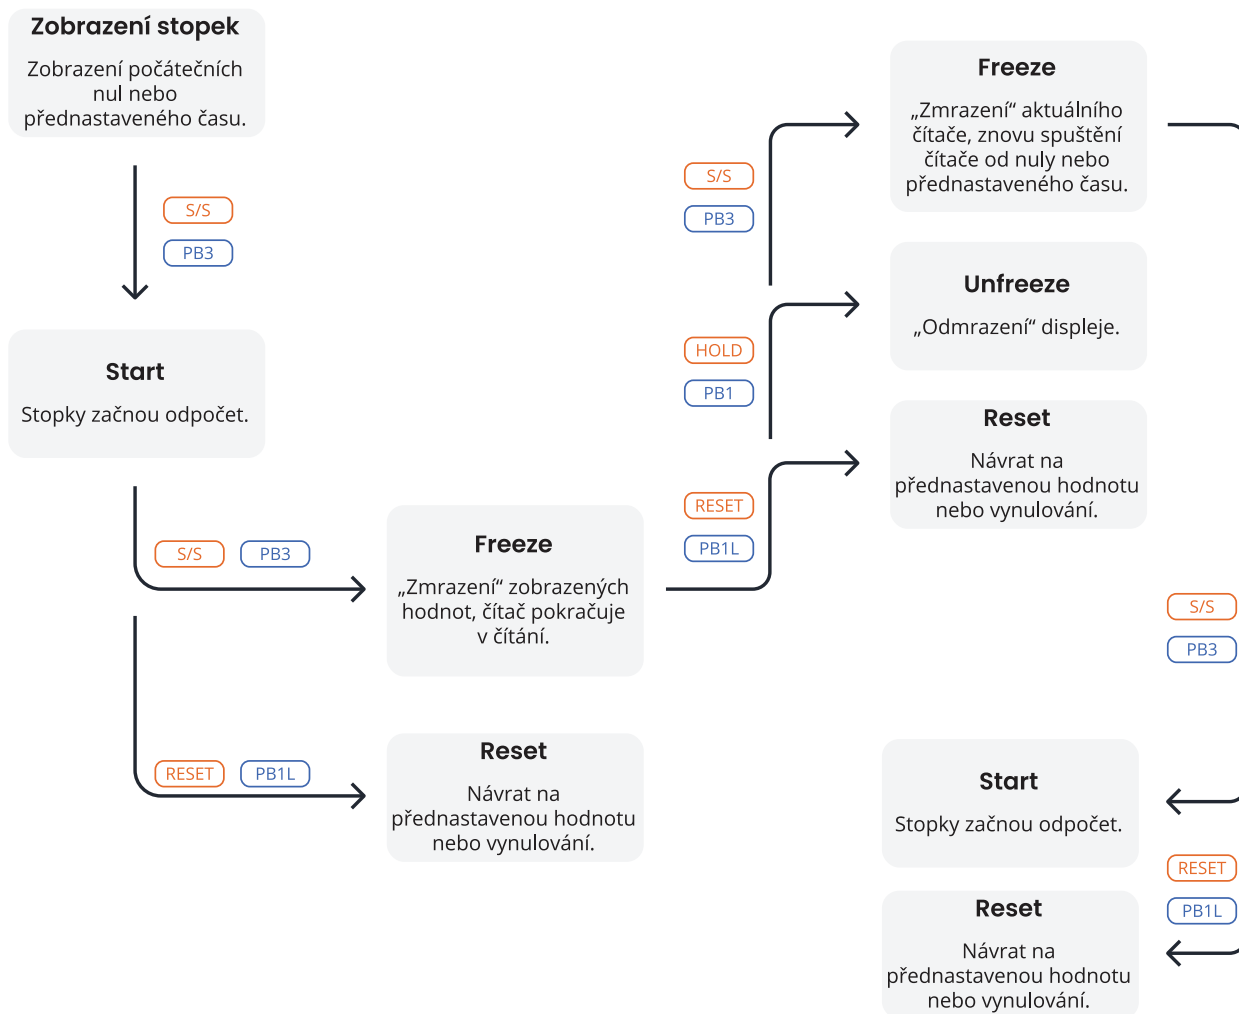 Zobrazení stopek
Zobrazení počátečních
nul nebo
přednastaveného času.
S/S
PB3
Start
Stopky začnou odpočet.
S/S
PB3
Freeze
„Zmrazení“ zobrazených
hodnot, čítač pokračuje
v čítání.
RESET
PB1L
Reset
Návrat na
přednastavenou hodnotu
nebo vynulování.
S/S
PB3
Freeze
„Zmrazení“ aktuálního
čítače, znovu spuštění
čítače od nuly nebo
přednastaveného času.
HOLD
PB1
Unfreeze
„Odmrazení“ displeje.
RESET
PB1L
Reset
Návrat na
přednastavenou hodnotu
nebo vynulování.
S/S
PB3
Start
Stopky začnou odpočet.
RESET
PB1L
Reset
Návrat na
přednastavenou hodnotu
nebo vynulování.